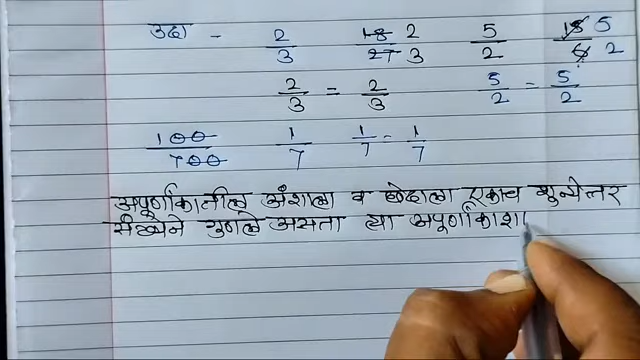 उदा - 2/3 18/27 2/3 5/2 15/6 5/2
2/3 = 2/3 5/2 = 5/2
100/700 1/7 1/7 = 1/7
अपूर्णांकातील अंशाला व छेदाला एकाच शून्येत्तर
संख्येने गुणले असता त्या अपूर्णांकाशा